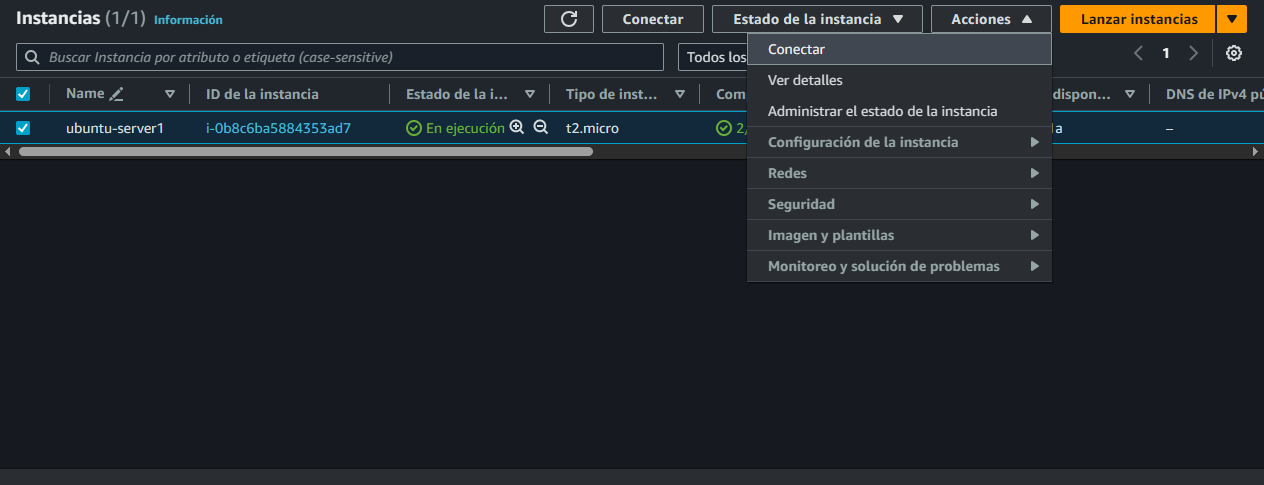 Instancias (1/1) Información Conectar Estado de la instancia Acciones Lanzar instancias
Buscar Instancia por atributo o etiqueta (case-sensitive) Todos los 1
Name ID de la instancia Estado de la i... Tipo de inst... Com dispon... DNS de IPv4 pú
ubuntu-server1 i-0b8c6ba5884353ad7 En ejecución t2.micro 2/ a –
Conectar
Ver detalles
Administrar el estado de la instancia
Configuración de la instancia
Redes
Seguridad
Imagen y plantillas
Monitoreo y solución de problemas